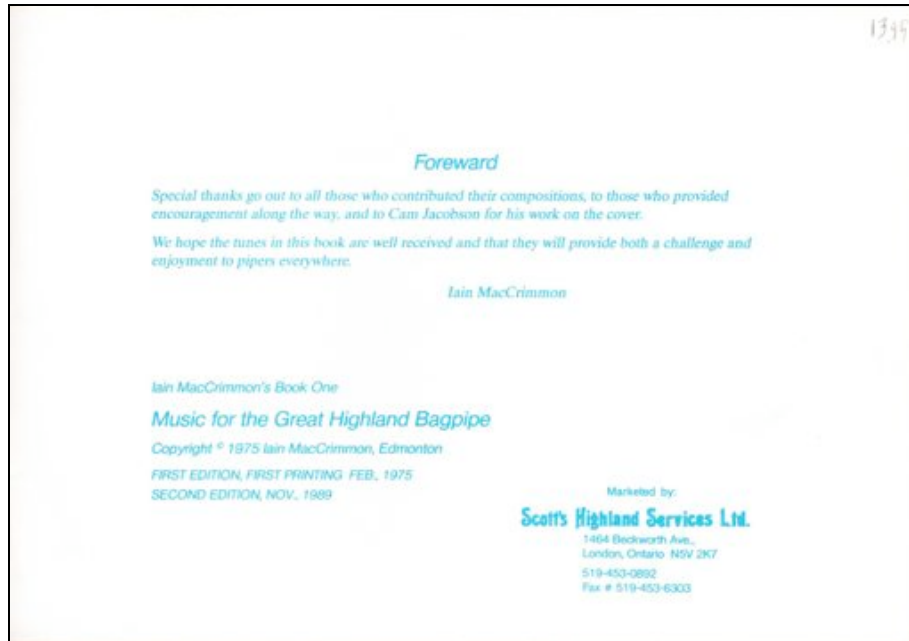 1399
Foreward
Special thanks go out to all those who contributed their compositions, to those who provided
encouragement along the way, and to Cam Jacobson for his work on the cover.
We hope the tunes in this book are well received and that they will provide both a challenge and
enjoyment to pipers everywhere.
Iain MacCrimmon
Iain MacCrimmon's Book One
Music for the Great Highland Bagpipe
Copyright © 1975 Iain MacCrimmon, Edmonton
FIRST EDITION, FIRST PRINTING FEB., 1975
SECOND EDITION, NOV., 1989
Marketed by:
Scott's Highland Services Ltd.
1464 Beckworth Ave.,
London, Ontario N5V 2K7
519-453-0892
Fax # 519-453-6303